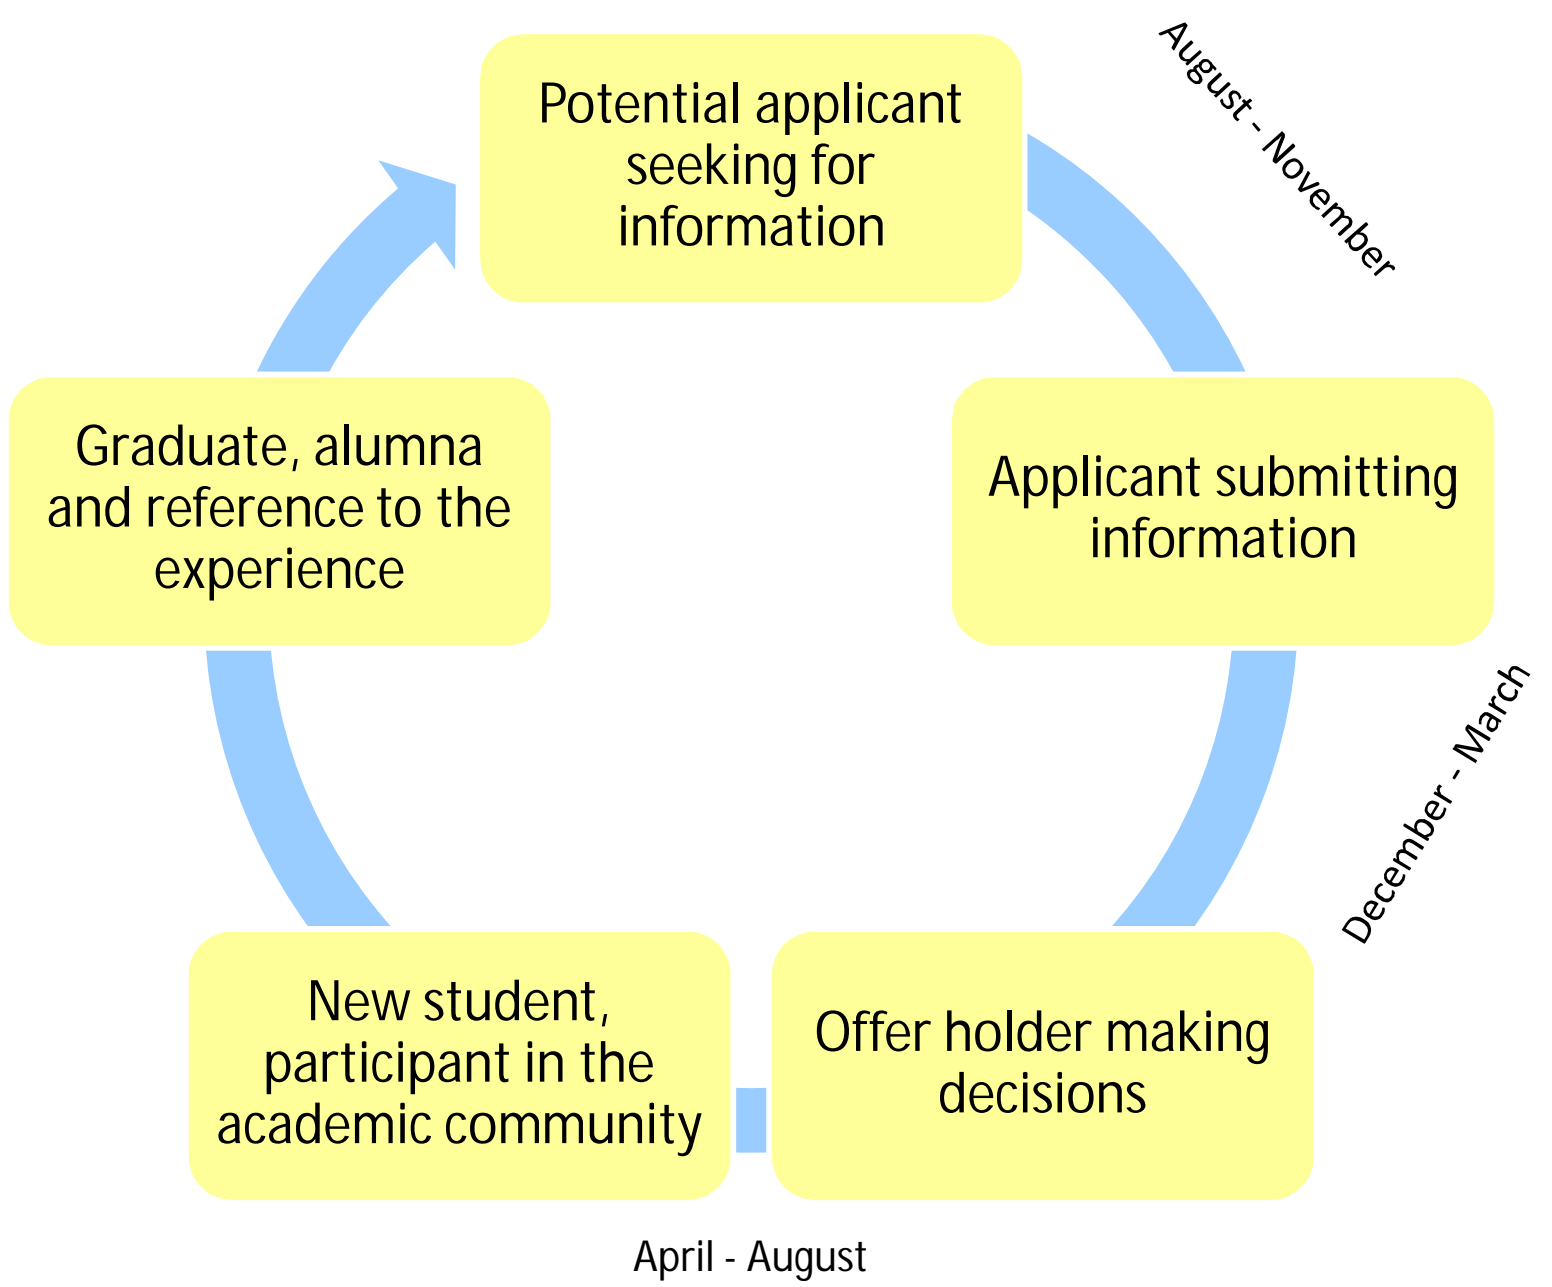 Potential applicant
seeking for
information
August - November
Applicant submitting
information
December - March
Offer holder making
decisions
April - August
New student,
participant in the
academic community
Graduate, alumna
and reference to the
experience